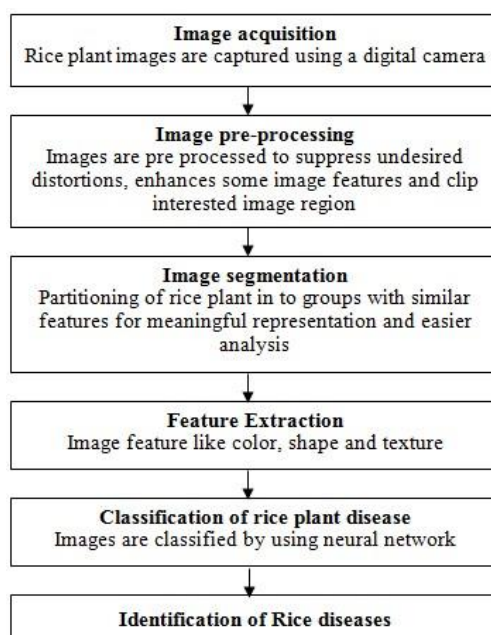 Image acquisition
Rice plant images are captured using a digital camera
Image pre-processing
Images are pre processed to suppress undesired
distortions, enhances some image features and clip
interested image region
Image segmentation
Partitioning of rice plant in to groups with similar
features for meaningful representation and easier
analysis
Feature Extraction
Image feature like color, shape and texture
Classification of rice plant disease
Images are classified by using neural network
Identification of Rice diseases